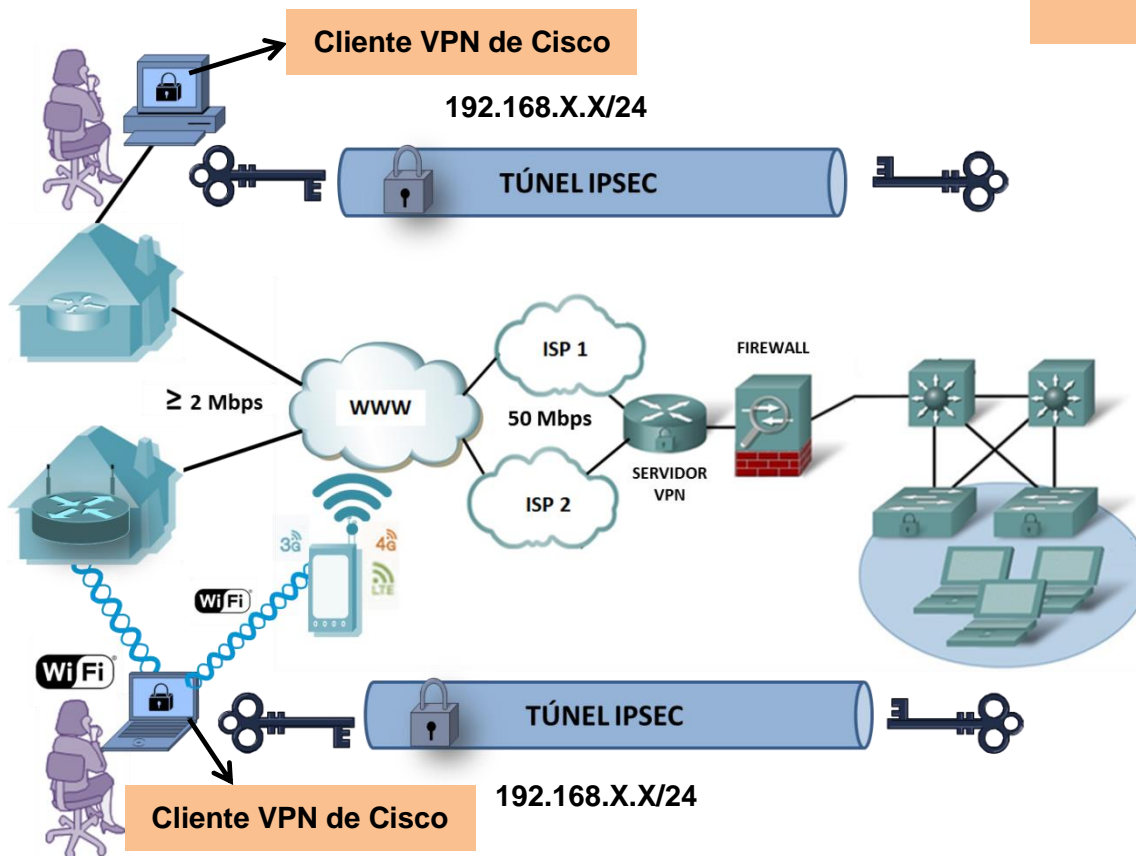 Cliente VPN de Cisco
192.168.X.X/24
TÚNEL IPSEC
ISP 1
FIREWALL
≥ 2 Mbps
WWW
50 Mbps
SERVIDOR
VPN
ISP 2
3G
4G
LTE
WiFi
WiFi
TÚNEL IPSEC
192.168.X.X/24
Cliente VPN de Cisco